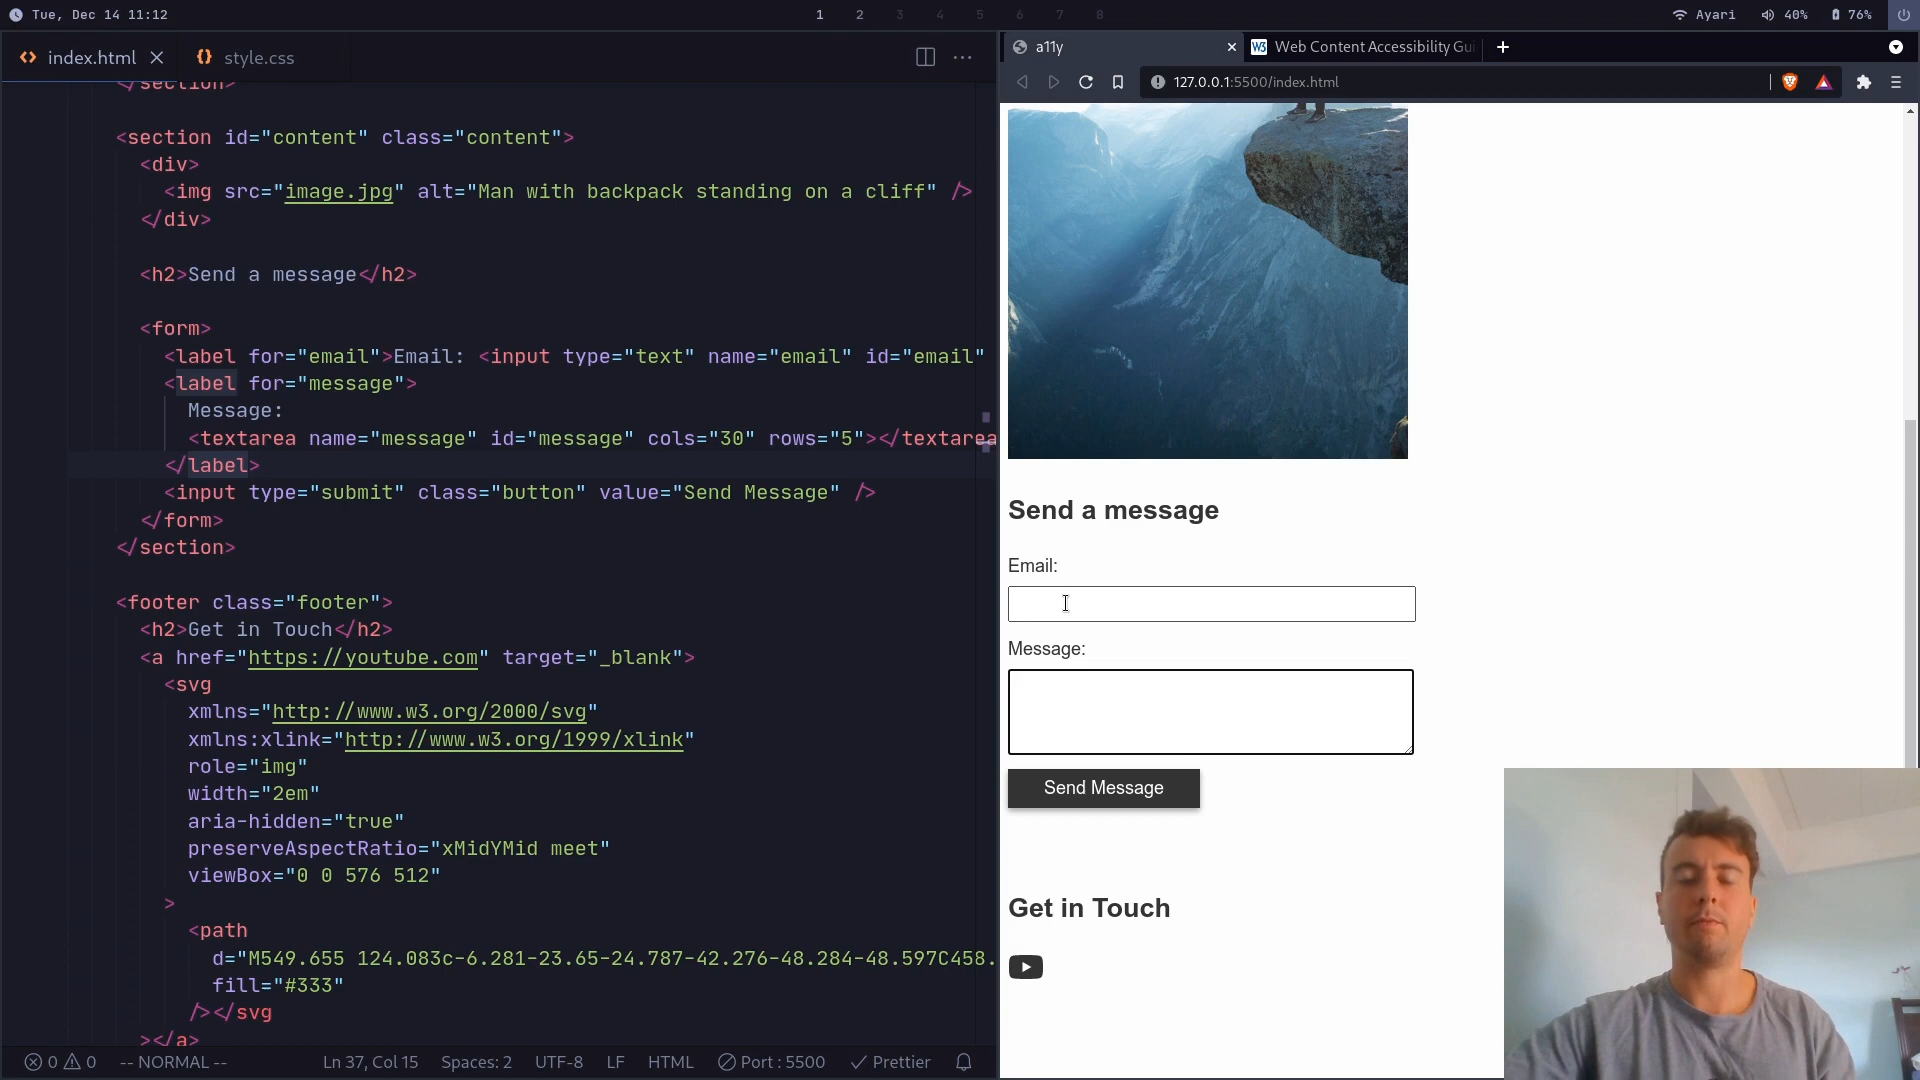 Tue, Dec 14 11:12
1 2 3 4 5 6 7 8
Ayari 40% 76%
index.html
style.css
a11y
Web Content Accessibility Gui
127.0.0.1:5500/index.html
</section>
<section id="content" class="content">
<div>
<img src="image.jpg" alt="Man with backpack standing on a cliff" />
</div>
<h2>Send a message</h2>
<form>
<label for="email">Email: <input type="text" name="email" id="email"
<label for="message">
Message:
<textarea name="message" id="message" cols="30" rows="5"></textarea
</label>
<input type="submit" class="button" value="Send Message" />
</form>
</section>
<footer class="footer">
<h2>Get in Touch</h2>
<a href="https://youtube.com" target="_blank">
<svg
xmlns="http://www.w3.org/2000/svg"
xmlns:xlink="http://www.w3.org/1999/xlink"
role="img"
width="2em"
aria-hidden="true"
preserveAspectRatio="xMidYMid meet"
viewBox="0 0 576 512"
>
<path
d="M549.655 124.083c-6.281-23.65-24.787-42.276-48.284-48.597C458.
fill="#333"
/></svg
></a>
0 0 -- NORMAL -- Ln 37, Col 15 Spaces: 2 UTF-8 LF HTML Port : 5500 Prettier
Send a message
Email:
Message:
Send Message
Get in Touch